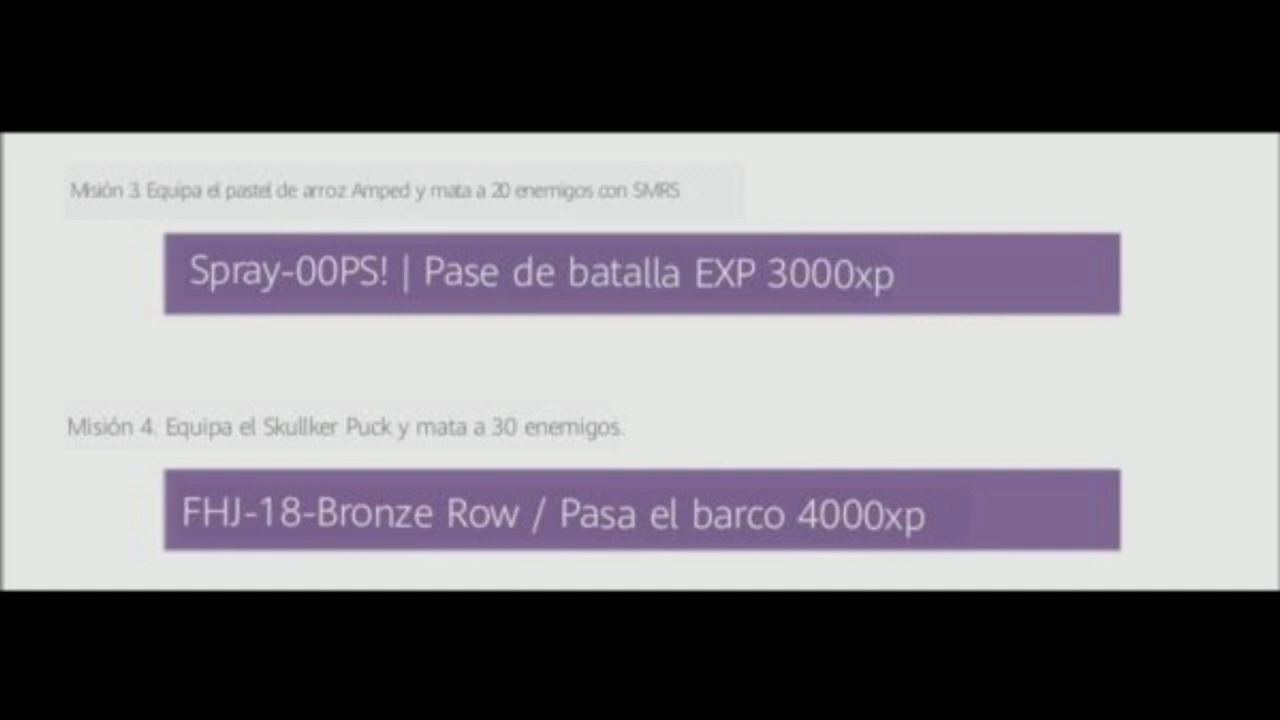 Misión 3. Equipa el pastel de arroz Amped y mata a 20 enemigos con SMRS
Spray-00PS! | Pase de batalla EXP 3000xp
Misión 4. Equipa el Skullker Puck y mata a 30 enemigos.
FHJ-18-Bronze Row / Pasa el barco 4000xp